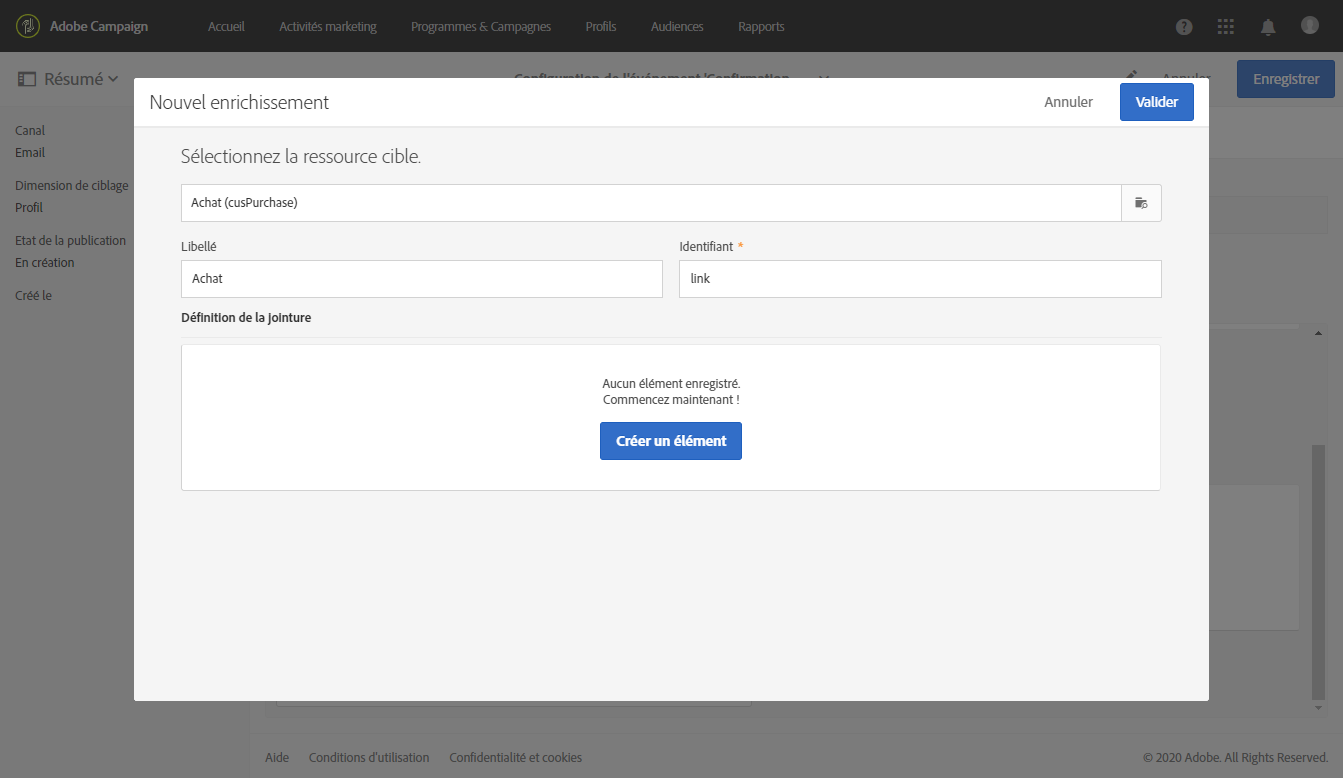 Adobe Campaign
Accueil
Activités marketing
Programmes & Campagnes
Profils
Audiences
Rapports
Résumé
Configuration de l'événement 'Confirmation
Annuler
Enregistrer
Nouvel enrichissement
Annuler
Valider
Canal
Email
Dimension de ciblage
Profil
Etat de la publication
En création
Créé le
Sélectionnez la ressource cible.
Achat (cusPurchase)
Libellé
Identifiant *
Achat
link
Définition de la jointure
Aucun élément enregistré.
Commencez maintenant !
Créer un élément
Aide
Conditions d'utilisation
Confidentialité et cookies
© 2020 Adobe. All Rights Reserved.